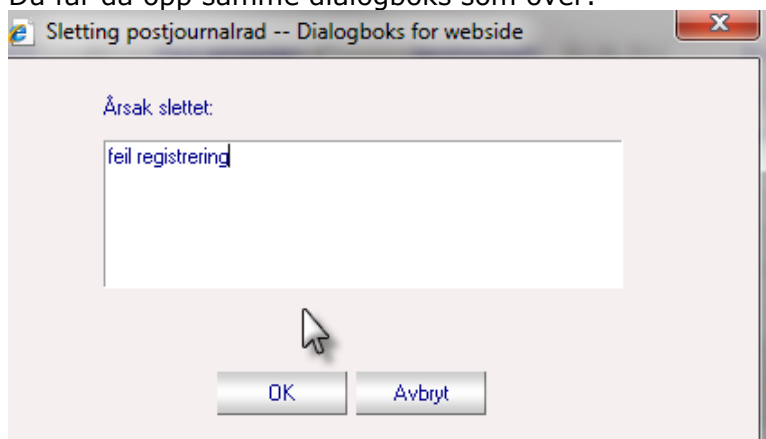 Da får du opp samme dialogboks som over.
Sletting postjournalrad -- Dialogboks for webside
Årsak slettet:
feil registrering
OK
Avbryt